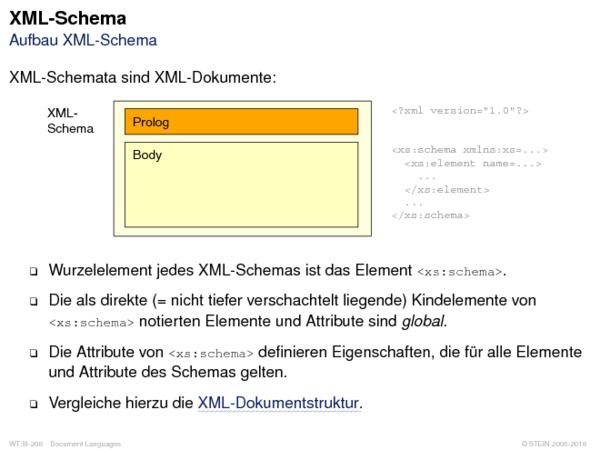 XML-Schema
Aufbau XML-Schema
XML-Schemata sind XML-Dokumente:
XML-
Schema
Prolog
Body
<?xml version="1.0"?>
<xs:schema xmlns:xs=...>
<xs:element name=...>
...
</xs:element>
...
</xs:schema>
❑ Wurzelelement jedes XML-Schemas ist das Element <xs:schema>.
❑ Die als direkte (= nicht tiefer verschachtelt liegende) Kindelemente von
<xs:schema> notierten Elemente und Attribute sind global.
❑ Die Attribute von <xs:schema> definieren Eigenschaften, die für alle Elemente
und Attribute des Schemas gelten.
❑ Vergleiche hierzu die XML-Dokumentstruktur.
WT:III-208 Document Languages
© STEIN 2005-2018